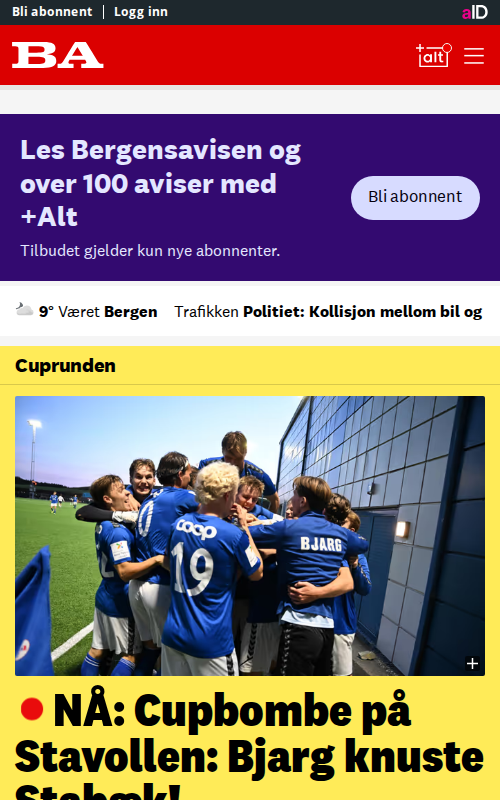 Bli abonnent | Logg inn
aID
BA
+alt
Les Bergensavisen og
over 100 aviser med
+Alt
Bli abonnent
Tilbudet gjelder kun nye abonnenter.
9° Været Bergen Trafikken Politiet: Kollisjon mellom bil og
Cuprunden
coop
19
BJARG
NÅ: Cupbombe på
Stavollen: Bjarg knuste
Stabæk!